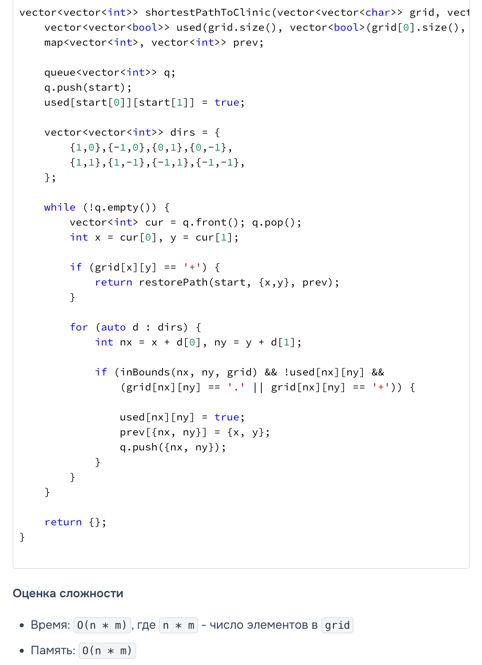 vector<vector<int>> shortestPathToClinic(vector<vector<char>> grid, vect
    vector<vector<bool>> used(grid.size(), vector<bool>(grid[0].size(),
    map<vector<int>, vector<int>> prev;
    queue<vector<int>> q;
    q.push(start);
    used[start[0]][start[1]] = true;
    vector<vector<int>> dirs = {
        {1,0},{-1,0},{0,1},{0,-1},
        {1,1},{1,-1},{-1,1},{-1,-1},
    };
    while (!q.empty()) {
        vector<int> cur = q.front(); q.pop();
        int x = cur[0], y = cur[1];
        if (grid[x][y] == '+') {
            return restorePath(start, {x,y}, prev);
        }
        for (auto d : dirs) {
            int nx = x + d[0], ny = y + d[1];
            if (inBounds(nx, ny, grid) && !used[nx][ny] &&
                (grid[nx][ny] == '.' || grid[nx][ny] == '+')) {
                used[nx][ny] = true;
                prev[{nx, ny}] = {x, y};
                q.push({nx, ny});
            }
        }
    }
    return {};
}
Оценка сложности
• Время: O(n * m), где n * m - число элементов в grid
• Память: O(n * m)